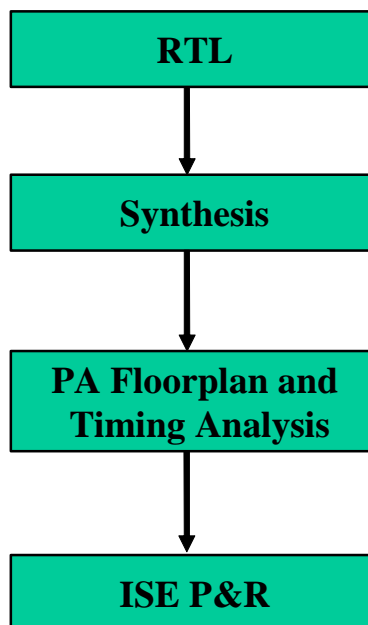 RTL
Synthesis
PA Floorplan and
Timing Analysis
ISE P&R